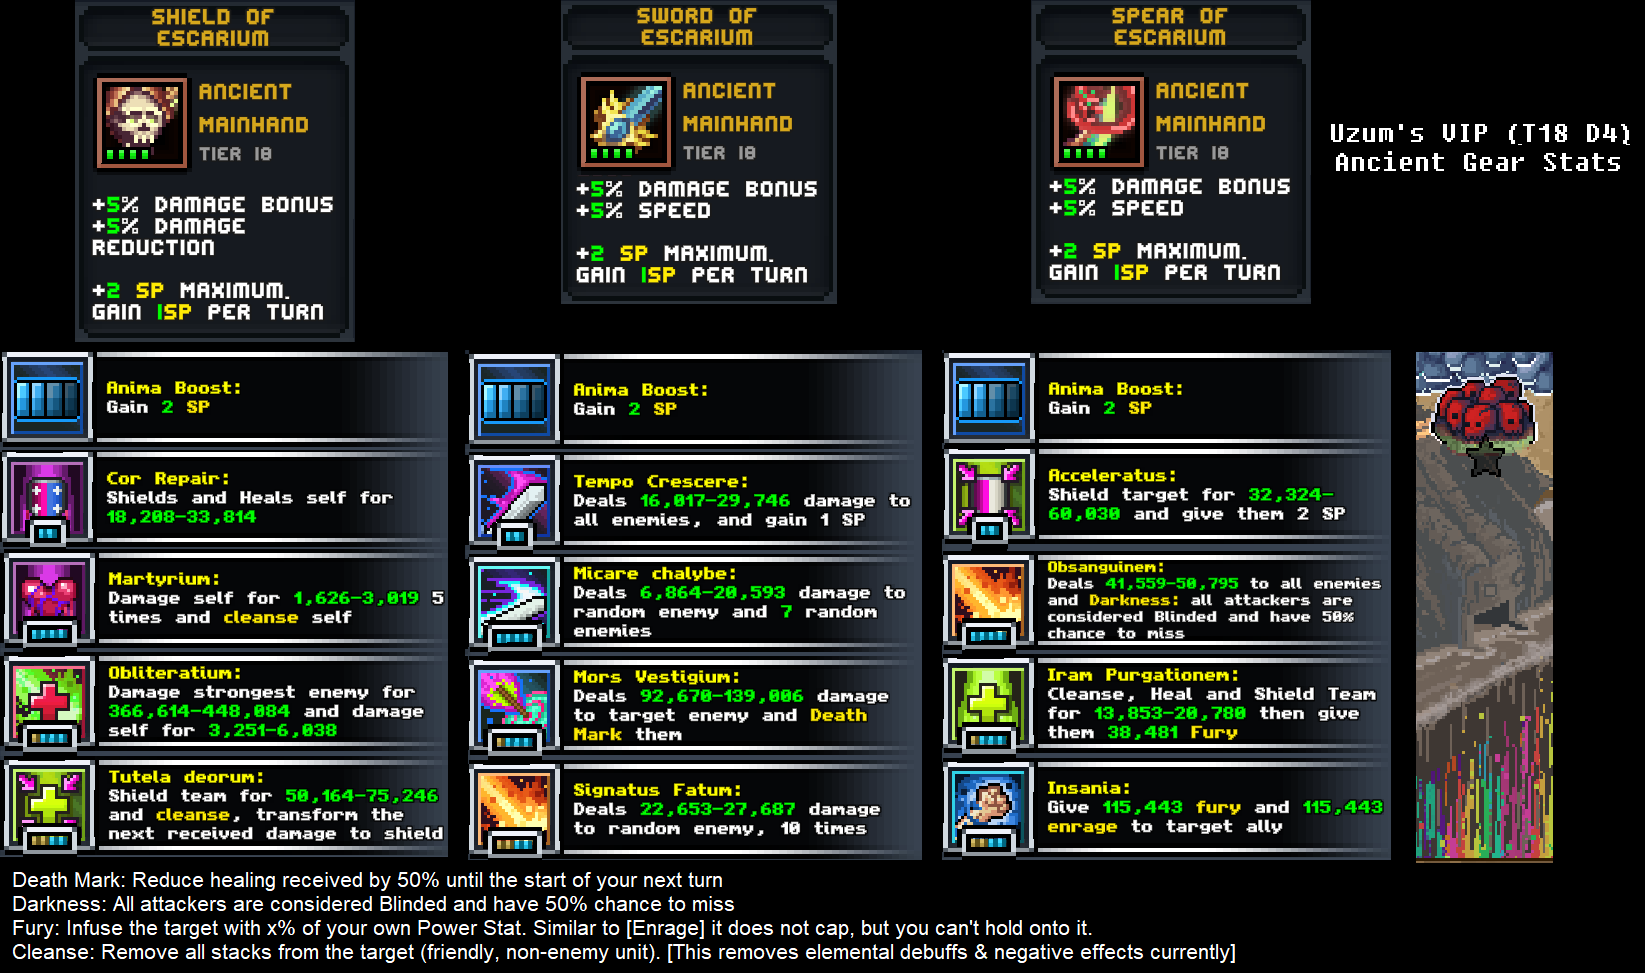 SHIELD OF
ESCARIUM
ANCIENT
MAINHAND
TIER 18
+5% DAMAGE BONUS
+5% DAMAGE
REDUCTION
+2 SP MAXIMUM.
GAIN 1SP PER TURN
SWORD OF
ESCARIUM
ANCIENT
MAINHAND
TIER 18
+5% DAMAGE BONUS
+5% SPEED
+2 SP MAXIMUM.
GAIN 1SP PER TURN
SPEAR OF
ESCARIUM
ANCIENT
MAINHAND
TIER 18
+5% DAMAGE BONUS
+5% SPEED
+2 SP MAXIMUM.
GAIN 1SP PER TURN
Uzum's VIP (T18 D4)
Ancient Gear Stats
Anima Boost:
Gain 2 SP
Cor Repair:
Shields and Heals self for
18,208-33,814
Martyrium:
Damage self for 1,626-3,019 5
times and cleanse self
Obliteratium:
Damage strongest enemy for
366,614-448,084 and damage
self for 3,251-6,038
Tutela deorum:
Shield team for 50,164-75,246
and cleanse, transform the
next received damage to shield
Anima Boost:
Gain 2 SP
Tempo Crescere:
Deals 16,017-29,746 damage to
all enemies, and gain 1 SP
Micare chalybe:
Deals 6,864-20,593 damage to
random enemy and 7 random
enemies
Mors Vestigium:
Deals 92,670-139,006 damage
to target enemy and Death
Mark them
Signatus Fatum:
Deals 22,653-27,687 damage
to random enemy, 10 times
Anima Boost:
Gain 2 SP
Acceleratus:
Shield target for 32,324-
60,030 and give them 2 SP
Obsanguinem:
Deals 41,559-50,795 to all enemies
and Darkness: all attackers are
considered Blinded and have 50%
chance to miss
Iram Purgationem:
Cleanse, Heal and Shield Team
for 13,853-20,780 then give
them 38,481 Fury
Insania:
Give 115,443 fury and 115,443
enrage to target ally
Death Mark: Reduce healing received by 50% until the start of your next turn
Darkness: All attackers are considered Blinded and have 50% chance to miss
Fury: Infuse the target with x% of your own Power Stat. Similar to [Enrage] it does not cap, but you can't hold onto it.
Cleanse: Remove all stacks from the target (friendly, non-enemy unit). [This removes elemental debuffs & negative effects currently]